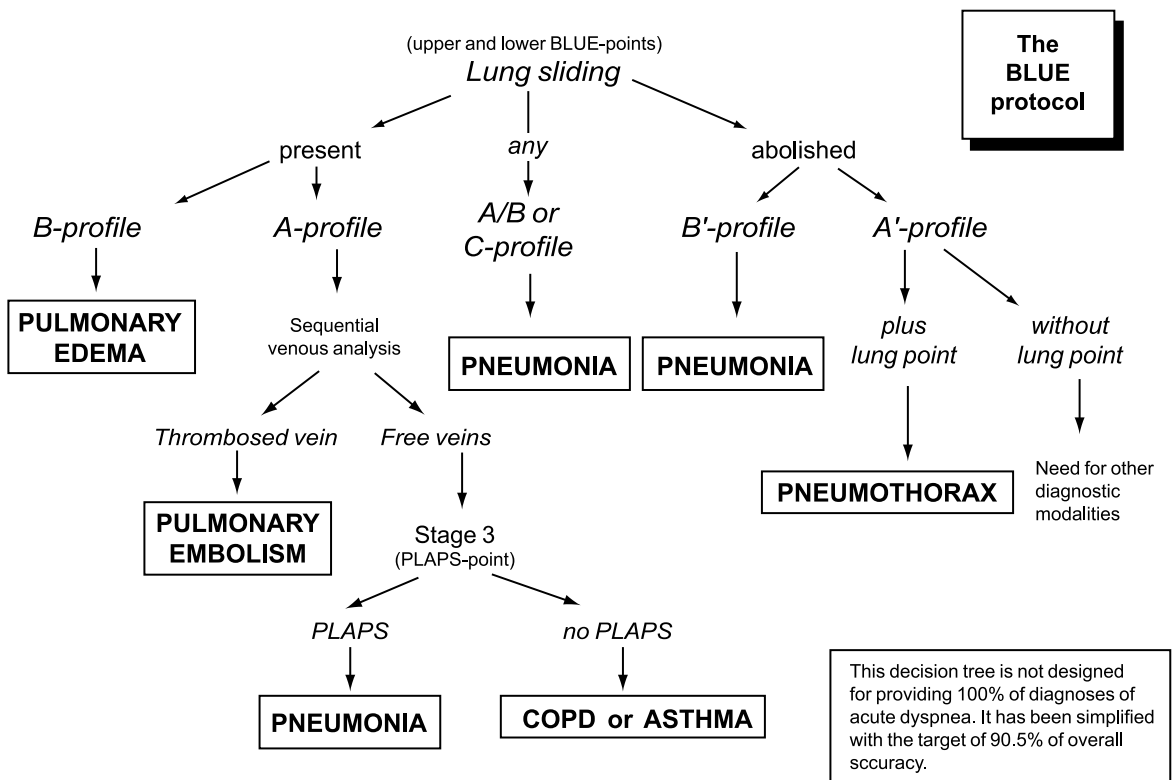 (upper and lower BLUE-points)
Lung sliding
The
BLUE
protocol
present
any
abolished
B-profile
A-profile
A/B or
C-profile
B'-profile
A'-profile
PULMONARY
EDEMA
Sequential
venous analysis
PNEUMONIA
PNEUMONIA
plus
lung point
without
lung point
Thrombosed vein
Free veins
PULMONARY
EMBOLISM
Stage 3
(PLAPS-point)
PNEUMOTHORAX
Need for other
diagnostic
modalities
PLAPS
no PLAPS
PNEUMONIA
COPD or ASTHMA
This decision tree is not designed
for providing 100% of diagnoses of
acute dyspnea. It has been simplified
with the target of 90.5% of overall
sccuracy.